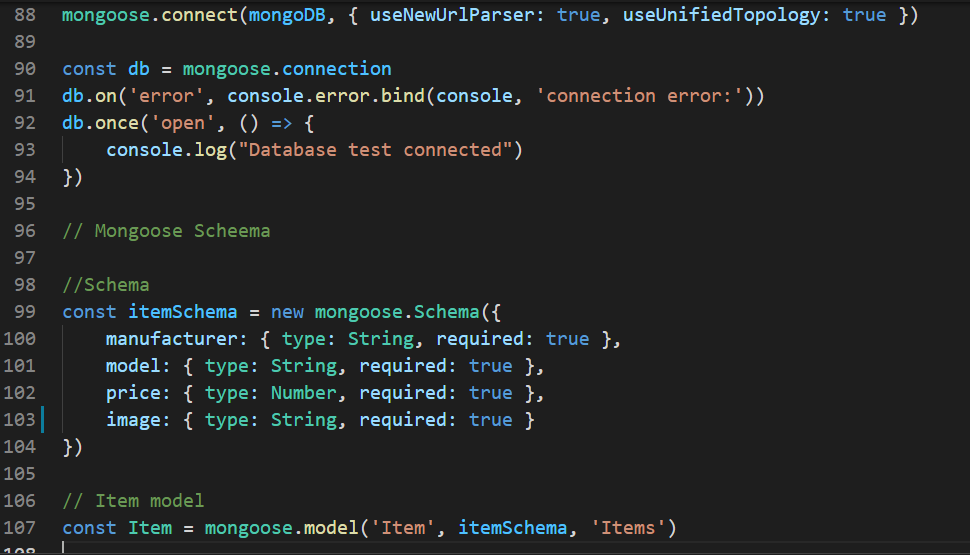 88 mongoose.connect(mongoDB, { useNewUrlParser: true, useUnifiedTopology: true })
89
90 const db = mongoose.connection
91 db.on('error', console.error.bind(console, 'connection error:'))
92 db.once('open', () => {
93     console.log("Database test connected")
94 })
95
96 // Mongoose Scheema
97
98 //Schema
99 const itemSchema = new mongoose.Schema({
100     manufacturer: { type: String, required: true },
101     model: { type: String, required: true },
102     price: { type: Number, required: true },
103     image: { type: String, required: true }
104 })
105
106 // Item model
107 const Item = mongoose.model('Item', itemSchema, 'Items')
108